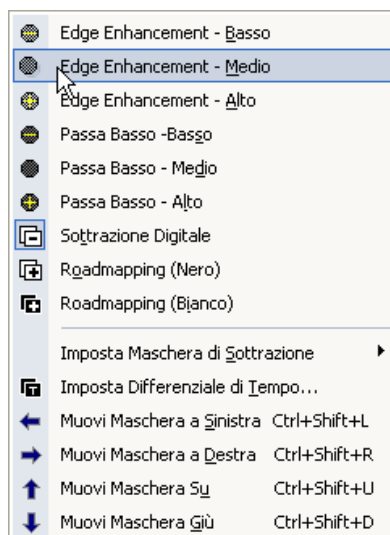 Edge Enhancement - Basso
Edge Enhancement - Medio
Edge Enhancement - Alto
Passa Basso -Basso
Passa Basso - Medio
Passa Basso - Alto
Sottrazione Digitale
Roadmapping (Nero)
Roadmapping (Bianco)
Imposta Maschera di Sottrazione
Imposta Differenziale di Tempo...
Muovi Maschera a Sinistra Ctrl+Shift+L
Muovi Maschera a Destra Ctrl+Shift+R
Muovi Maschera Su Ctrl+Shift+U
Muovi Maschera Giù Ctrl+Shift+D